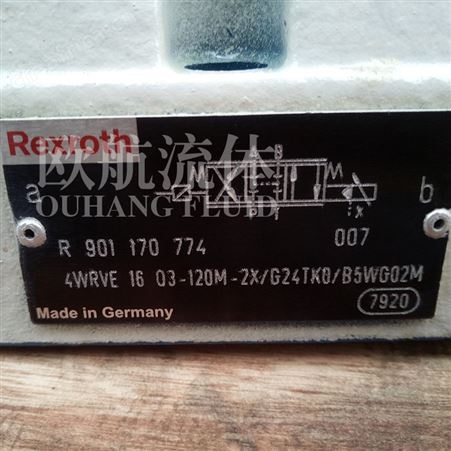 Rexroth
欧航流体
OUHANG FLUID
a
A B
b
R 901 170 774
007
4WRVE 16 03-120M-2X/G24TK0/B5WG02M
Made in Germany
7920